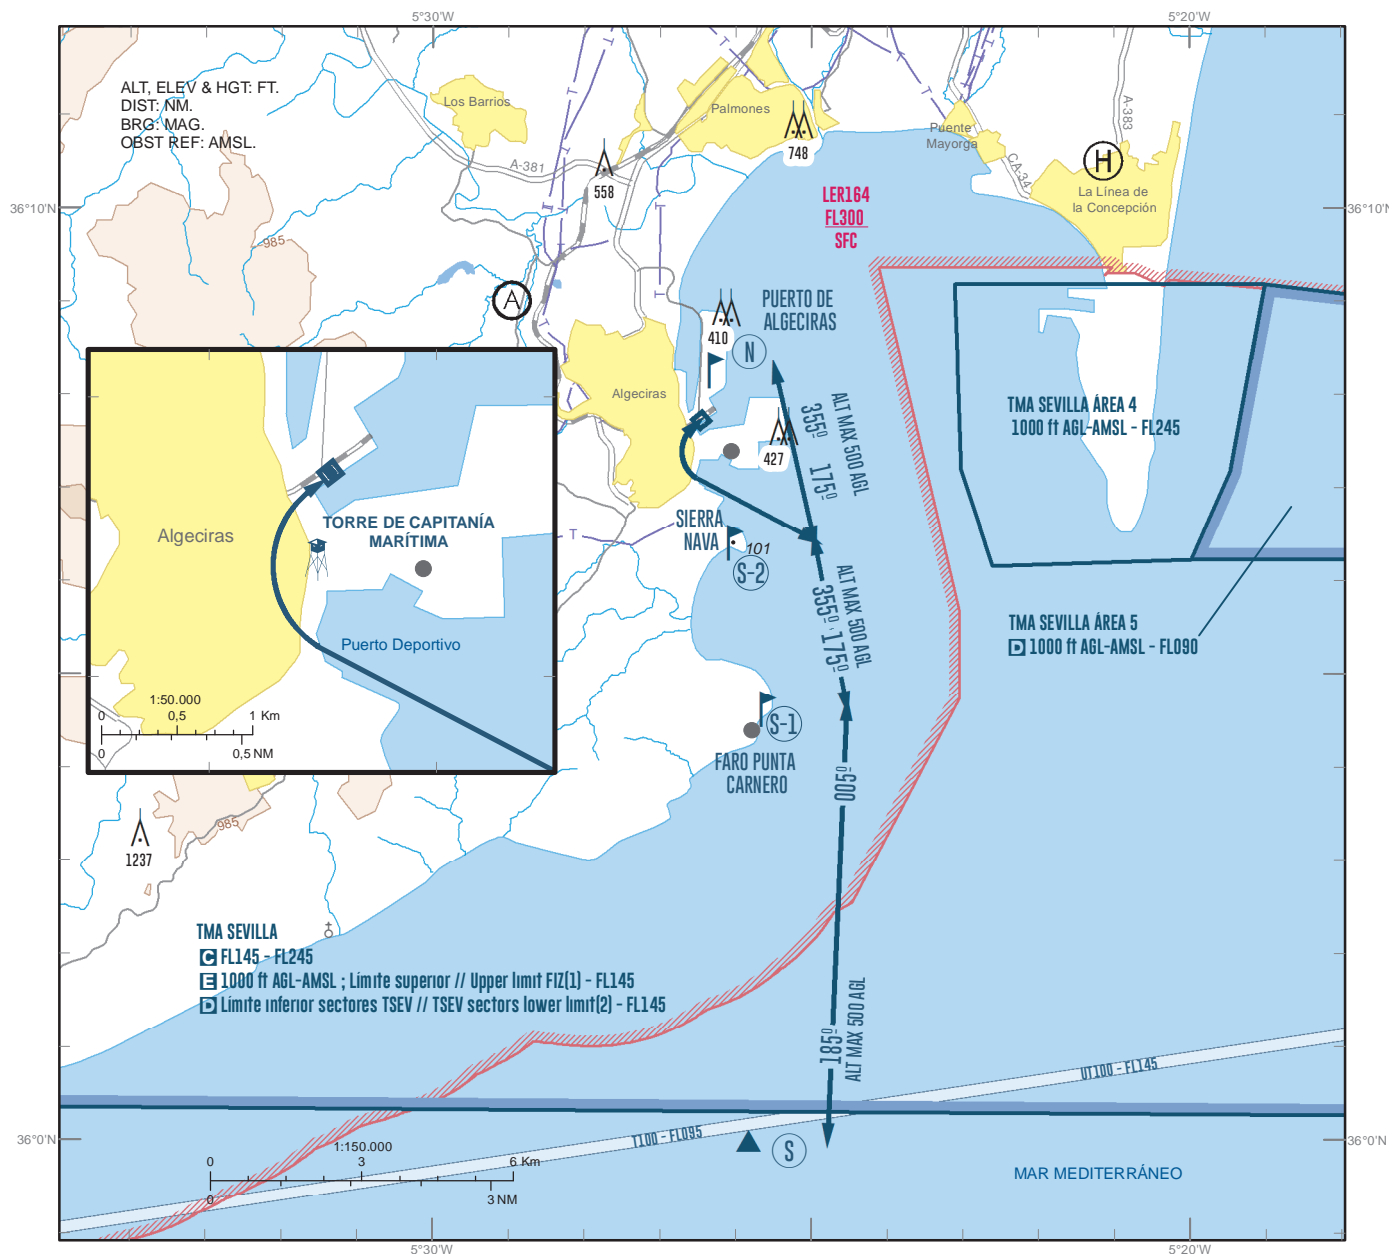 5°30'W
5°20'W
ALT, ELEV & HGT: FT.
DIST: NM.
BRG: MAG.
OBST REF: AMSL.
Los Barrios
Palmones
748
Puente
Mayorga
A-383
CA-34
H
La Línea de
la Concepción
A-381
558
36°10'N
36°10'N
LER164
FL300
SFC
985
A
PUERTO DE
ALGECIRAS
410
N
Algeciras
ALT MAX 500 AGL
355º 175º
427
TMA SEVILLA ÁREA 4
1000 ft AGL-AMSL - FL245
SIERRA
NAVA
101
S-2
ALT MAX 500 AGL
355º 175º
TORRE DE CAPITANÍA
MARÍTIMA
Algeciras
Puerto Deportivo
1:50.000
0 0,5 1 Km
0 0,5 NM
TMA SEVILLA ÁREA 5
D 1000 ft AGL-AMSL - FL090
S-1
FARO PUNTA
CARNERO
005º
985
1237
TMA SEVILLA
C FL145 - FL245
E 1000 ft AGL-AMSL ; Límite superior // Upper limit FIZ(1) - FL145
D Límite inferior sectores TSEV // TSEV sectors lower limit(2) - FL145
185º
ALT MAX 500 AGL
UT100 - FL145
T100 - FL095
S
36°0'N
36°0'N
1:150.000
0 3 6 Km
0 3 NM
MAR MEDITERRÁNEO
5°30'W
5°20'W